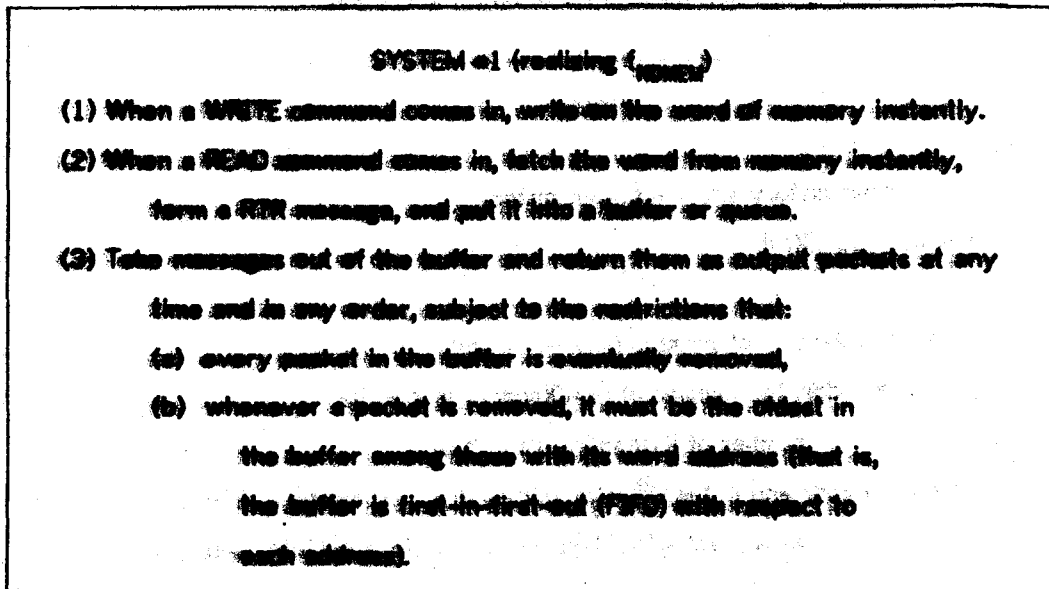 SYSTEM #1 (realizing f_NDMEM)
(1) When a WRITE command comes in, write on the word of memory instantly.
(2) When a READ command comes in, fetch the word from memory instantly,
form a RTR message, and put it into a buffer or queue.
(3) Take messages out of the buffer and return them as output packets at any
time and in any order, subject to the restrictions that:
(a) every packet in the buffer is eventually removed,
(b) whenever a packet is removed, it must be the oldest in
the buffer among those with its word address (that is,
the buffer is first-in-first-out (FIFO) with respect to
each address).